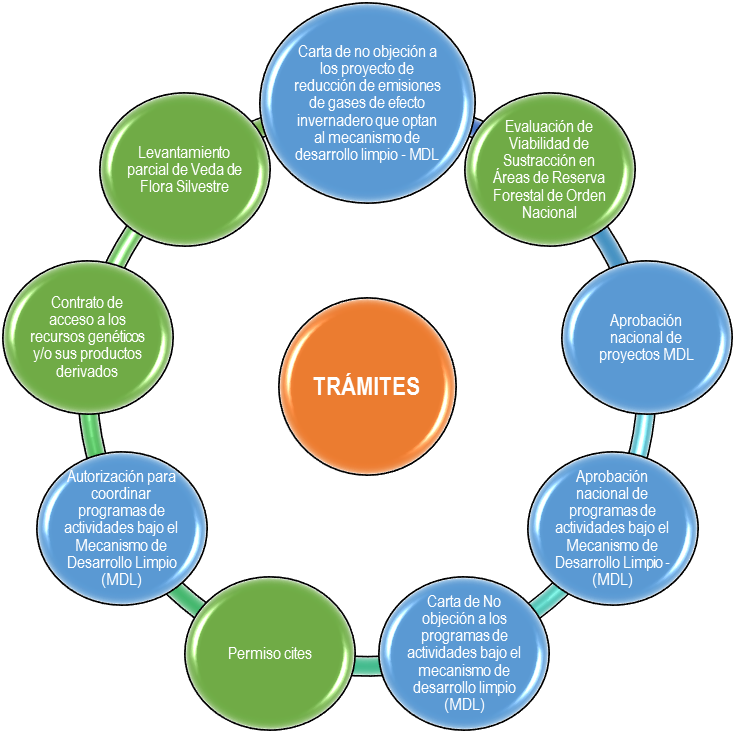 Carta de no objeción a
los proyecto de
reducción de emisiones
de gases de efecto
invernadero que optan
al mecanismo de
desarrollo limpio - MDL
Evaluación de
Viabilidad de
Sustracción en
Áreas de Reserva
Forestal de Orden
Nacional
Aprobación
nacional de
proyectos MDL
Aprobación
nacional de
programas de
actividades bajo el
Mecanismo de
Desarrollo Limpio -
(MDL)
Carta de No
objeción a los
programas de
actividades bajo el
mecanismo de
desarrollo limpio
(MDL)
Permiso cites
Autorización para
coordinar
programas de
actividades bajo el
Mecanismo de
Desarrollo Limpio
(MDL)
Contrato de
acceso a los
recursos genéticos
y/o sus productos
derivados
Levantamiento
parcial de Veda de
Flora Silvestre
TRÁMITES